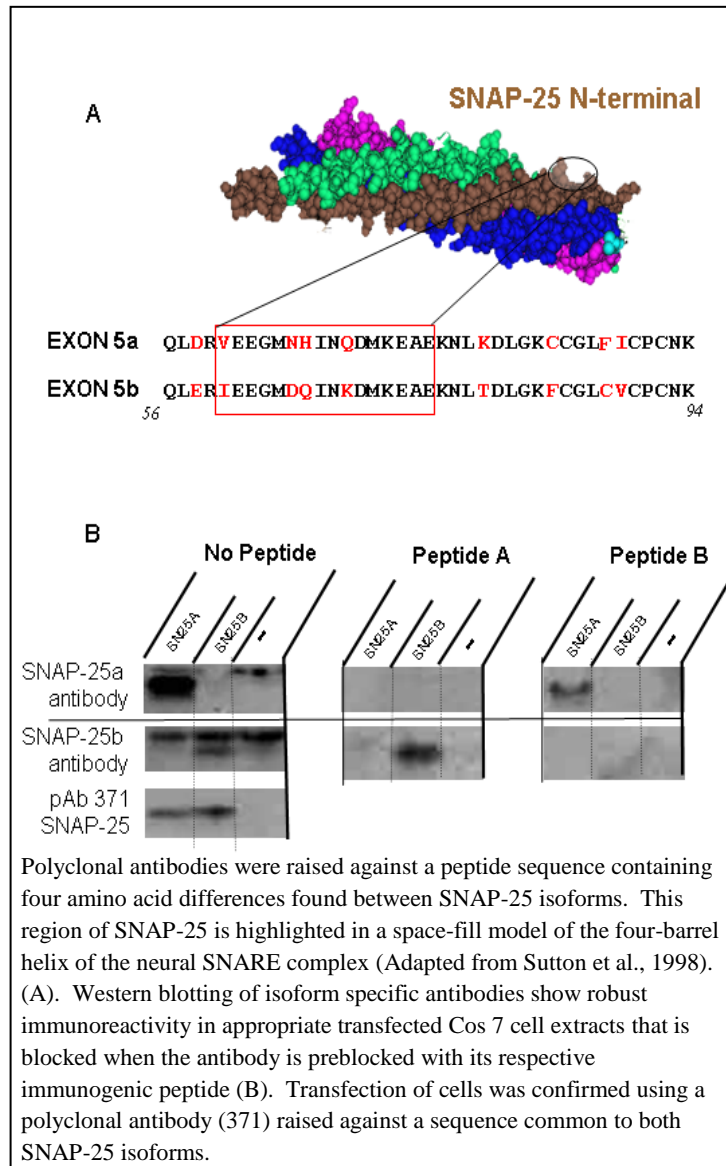 A
SNAP-25 N-terminal
EXON 5a QLDRVEEGMNHINQDMKEAEKNLKDLGKCCGLFICPCNK
EXON 5b QLERIEEGMDQINKDMKEAEKNLTDLGKFCGLCVCPCNK
56 94
B
No Peptide Peptide A Peptide B
SN25A SN25B - SN25A SN25B - SN25A SN25B -
SNAP-25a
antibody
SNAP-25b
antibody
pAb 371
SNAP-25
Polyclonal antibodies were raised against a peptide sequence containing
four amino acid differences found between SNAP-25 isoforms. This
region of SNAP-25 is highlighted in a space-fill model of the four-barrel
helix of the neural SNARE complex (Adapted from Sutton et al., 1998).
(A). Western blotting of isoform specific antibodies show robust
immunoreactivity in appropriate transfected Cos 7 cell extracts that is
blocked when the antibody is preblocked with its respective
immunogenic peptide (B). Transfection of cells was confirmed using a
polyclonal antibody (371) raised against a sequence common to both
SNAP-25 isoforms.